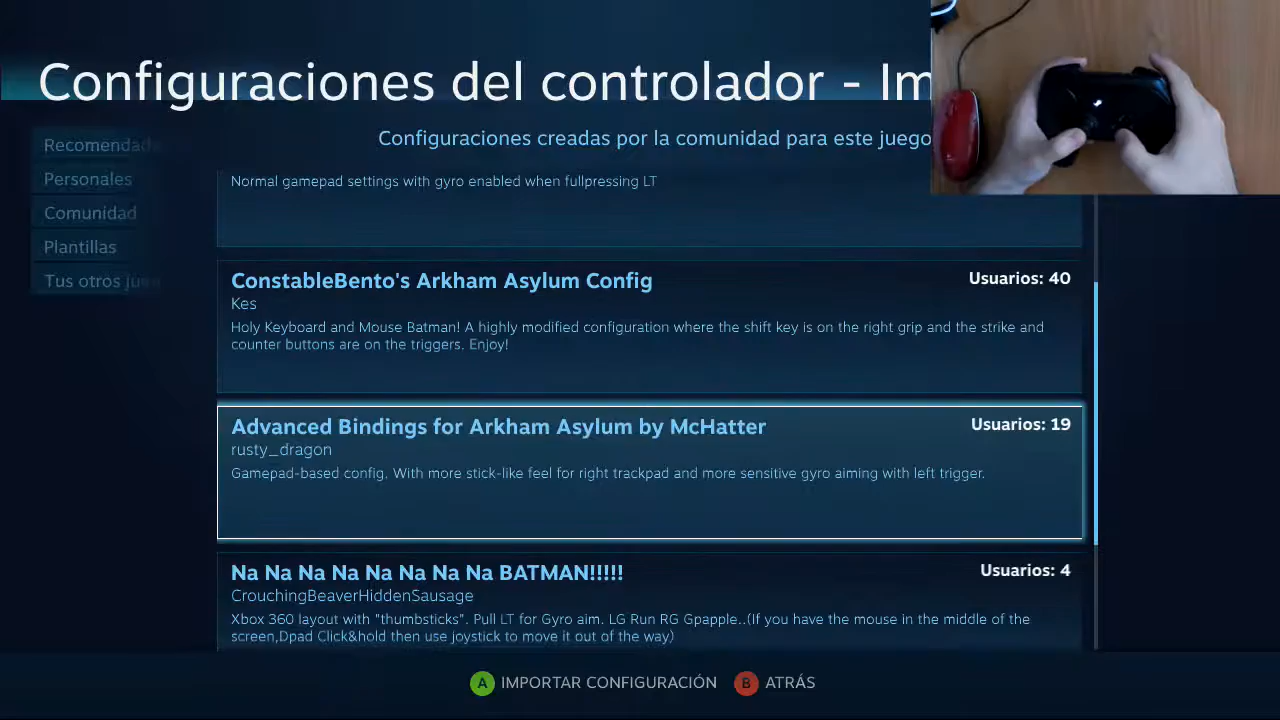 Configuraciones del controlador - Im
Configuraciones creadas por la comunidad para este juego
Recomendad
Personales
Comunidad
Plantillas
Tus otros jue
Normal gamepad settings with gyro enabled when fullpressing LT
ConstableBento's Arkham Asylum Config
Usuarios: 40
Kes
Holy Keyboard and Mouse Batman! A highly modified configuration where the shift key is on the right grip and the strike and
counter buttons are on the triggers. Enjoy!
Advanced Bindings for Arkham Asylum by McHatter
Usuarios: 19
rusty_dragon
Gamepad-based config. With more stick-like feel for right trackpad and more sensitive gyro aiming with left trigger.
Na Na Na Na Na Na Na Na BATMAN!!!!!
Usuarios: 4
CrouchingBeaverHiddenSausage
Xbox 360 layout with "thumbsticks". Pull LT for Gyro aim. LG Run RG Gpapple..(If you have the mouse in the middle of the
screen,Dpad Click&hold then use joystick to move it out of the way)
A IMPORTAR CONFIGURACIÓN B ATRÁS